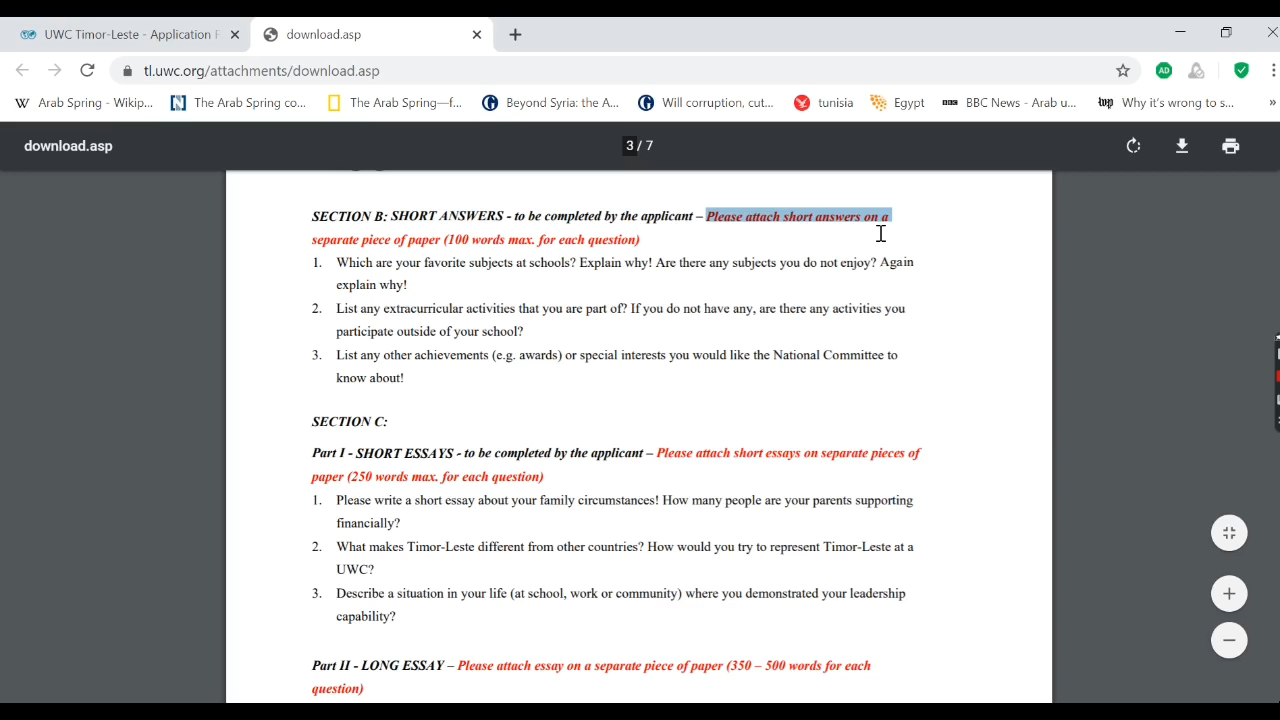 UWC Timor-Leste - Application F
download.asp
tl.uwc.org/attachments/download.asp
W Arab Spring - Wikip...
The Arab Spring co...
The Arab Spring—f...
Beyond Syria: the A...
Will corruption, cut...
tunisia
Egypt
BBC News - Arab u...
wp Why it's wrong to s...
»
download.asp
3 / 7
SECTION B: SHORT ANSWERS - to be completed by the applicant – Please attach short answers on a
separate piece of paper (100 words max. for each question)
1. Which are your favorite subjects at schools? Explain why! Are there any subjects you do not enjoy? Again
explain why!
2. List any extracurricular activities that you are part of? If you do not have any, are there any activities you
participate outside of your school?
3. List any other achievements (e.g. awards) or special interests you would like the National Committee to
know about!
SECTION C:
Part I - SHORT ESSAYS - to be completed by the applicant – Please attach short essays on separate pieces of
paper (250 words max. for each question)
1. Please write a short essay about your family circumstances! How many people are your parents supporting
financially?
2. What makes Timor-Leste different from other countries? How would you try to represent Timor-Leste at a
UWC?
3. Describe a situation in your life (at school, work or community) where you demonstrated your leadership
capability?
Part II - LONG ESSAY – Please attach essay on a separate piece of paper (350 – 500 words for each
question)